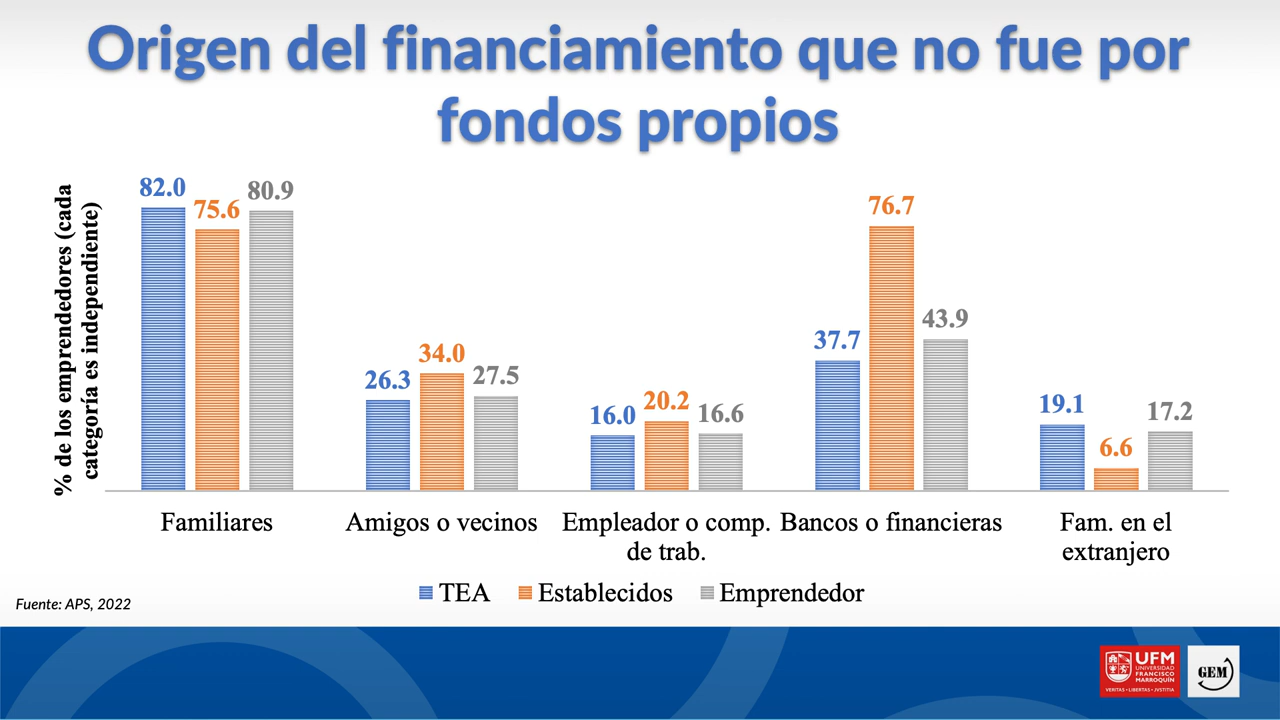 Origen del financiamiento que no fue por
fondos propios
% de los emprendedores (cada
categoría es independiente)
82.0
75.6
80.9
26.3
34.0
27.5
16.0
20.2
16.6
37.7
76.7
43.9
19.1
6.6
17.2
Familiares
Amigos o vecinos
Empleador o comp.
de trab.
Bancos o financieras
Fam. en el
extranjero
TEA
Establecidos
Emprendedor
Fuente: APS, 2022
UFM
UNIVERSIDAD
FRANCISCO
MARROQUÍN
VERITAS • LIBERTAS • JVSTITIA
GEM